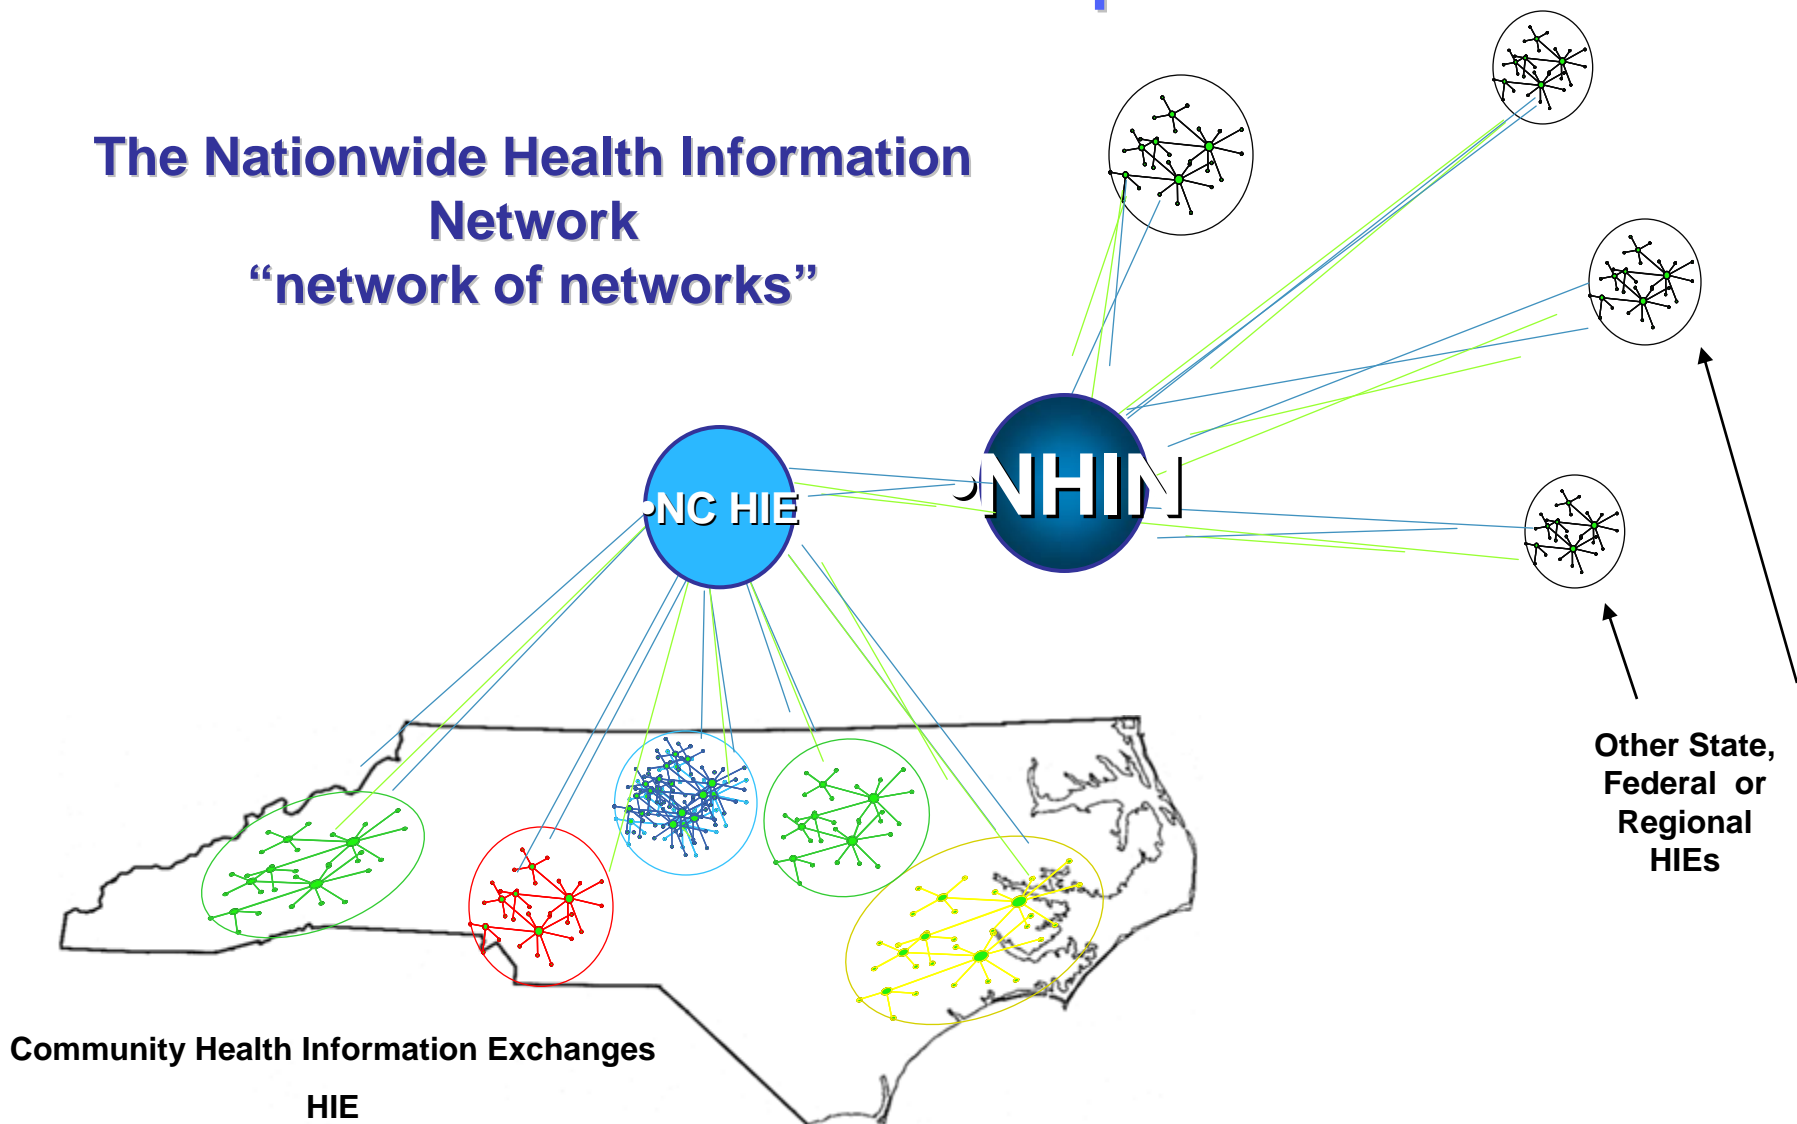 The Nationwide Health Information
Network
“network of networks”
•NC HIE
•NHIN
Other State,
Federal or
Regional
HIEs
Community Health Information Exchanges
HIE